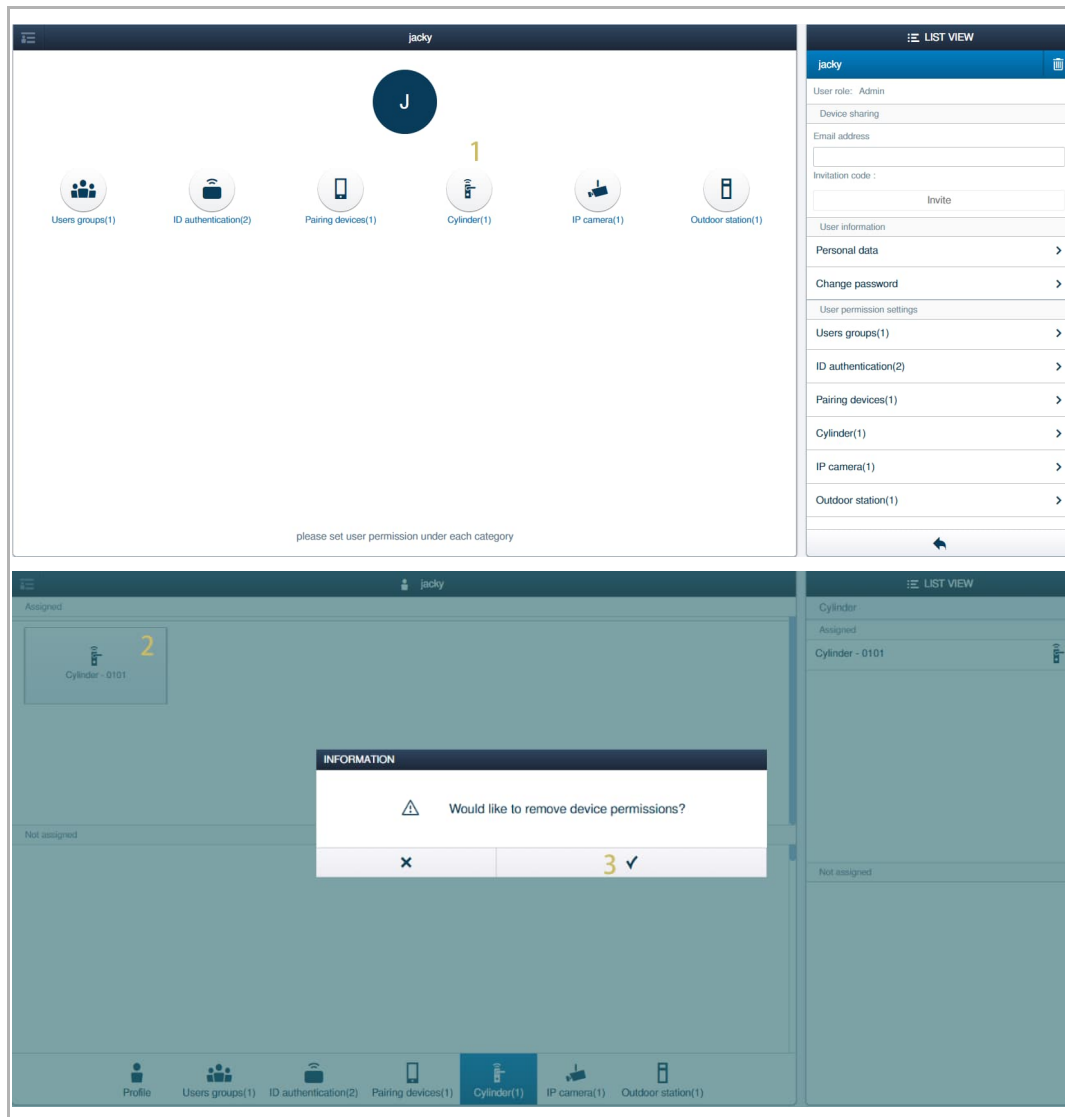 jacky
J
1
Users groups(1) ID authentication(2) Pairing devices(1) Cylinder(1) IP camera(1) Outdoor station(1)
please set user permission under each category
LIST VIEW
jacky
User role: Admin
Device sharing
Email address
Invitation code :
Invite
User information
Personal data
Change password
User permission settings
Users groups(1)
ID authentication(2)
Pairing devices(1)
Cylinder(1)
IP camera(1)
Outdoor station(1)
jacky
Assigned
2
Cylinder - 0101
INFORMATION
Would like to remove device permissions?
3
Not assigned
Profile Users groups(1) ID authentication(2) Pairing devices(1) Cylinder(1) IP camera(1) Outdoor station(1)
LIST VIEW
Cylinder
Assigned
Cylinder - 0101
Not assigned